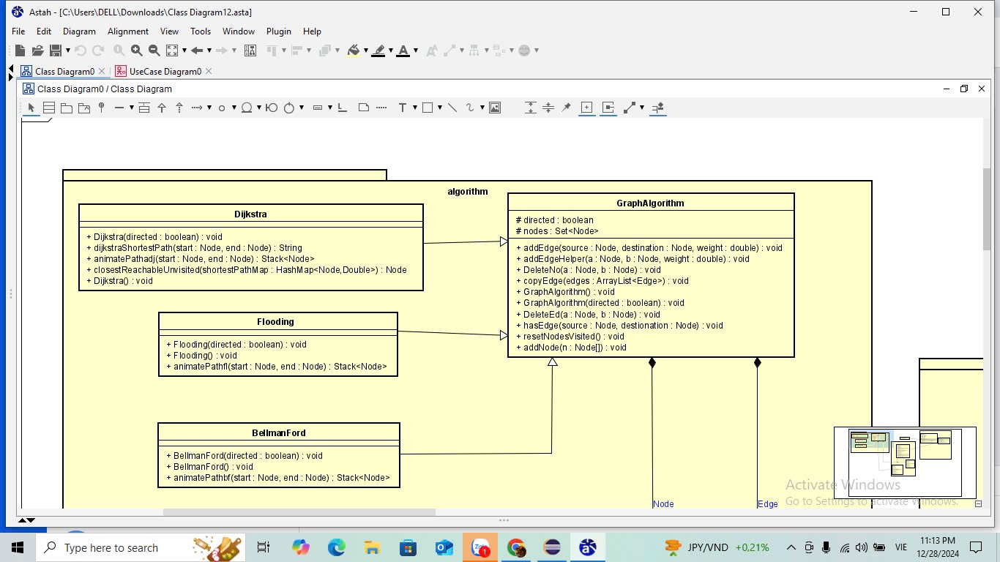 Astah - [C:\Users\DELL\Downloads\Class Diagram12.asta]
File Edit Diagram Alignment View Tools Window Plugin Help
Class Diagram0 UseCase Diagram0
Class Diagram0 / Class Diagram
algorithm
Dijkstra
+ Dijkstra(directed : boolean) : void
+ dijkstraShortestPath(start : Node, end : Node) : String
+ animatePathadj(start : Node, end : Node) : Stack<Node>
+ closestReachableUnvisited(shortestPathMap : HashMap<Node,Double>) : Node
+ Dijkstra() : void
GraphAlgorithm
# directed : boolean
# nodes : Set<Node>
+ addEdge(source : Node, destination : Node, weight : double) : void
+ addEdgeHelper(a : Node, b : Node, weight : double) : void
+ DeleteNo(a : Node, b : Node) : void
+ copyEdge(edges : ArrayList<Edge>) : void
+ GraphAlgorithm() : void
+ GraphAlgorithm(directed : boolean) : void
+ DeleteEd(a : Node, b : Node) : void
+ hasEdge(source : Node, destionation : Node) : void
+ resetNodesVisited() : void
+ addNode(n : Node[]) : void
Flooding
+ Flooding(directed : boolean) : void
+ Flooding() : void
+ animatePathfl(start : Node, end : Node) : Stack<Node>
BellmanFord
+ BellmanFord(directed : boolean) : void
+ BellmanFord() : void
+ animatePathbf(start : Node, end : Node) : Stack<Node>
Node
Edge
Activate Windows
Go to Settings to activate Windows.
Type here to search
JPY/VND +0,21%
VIE
11:13 PM
12/28/2024